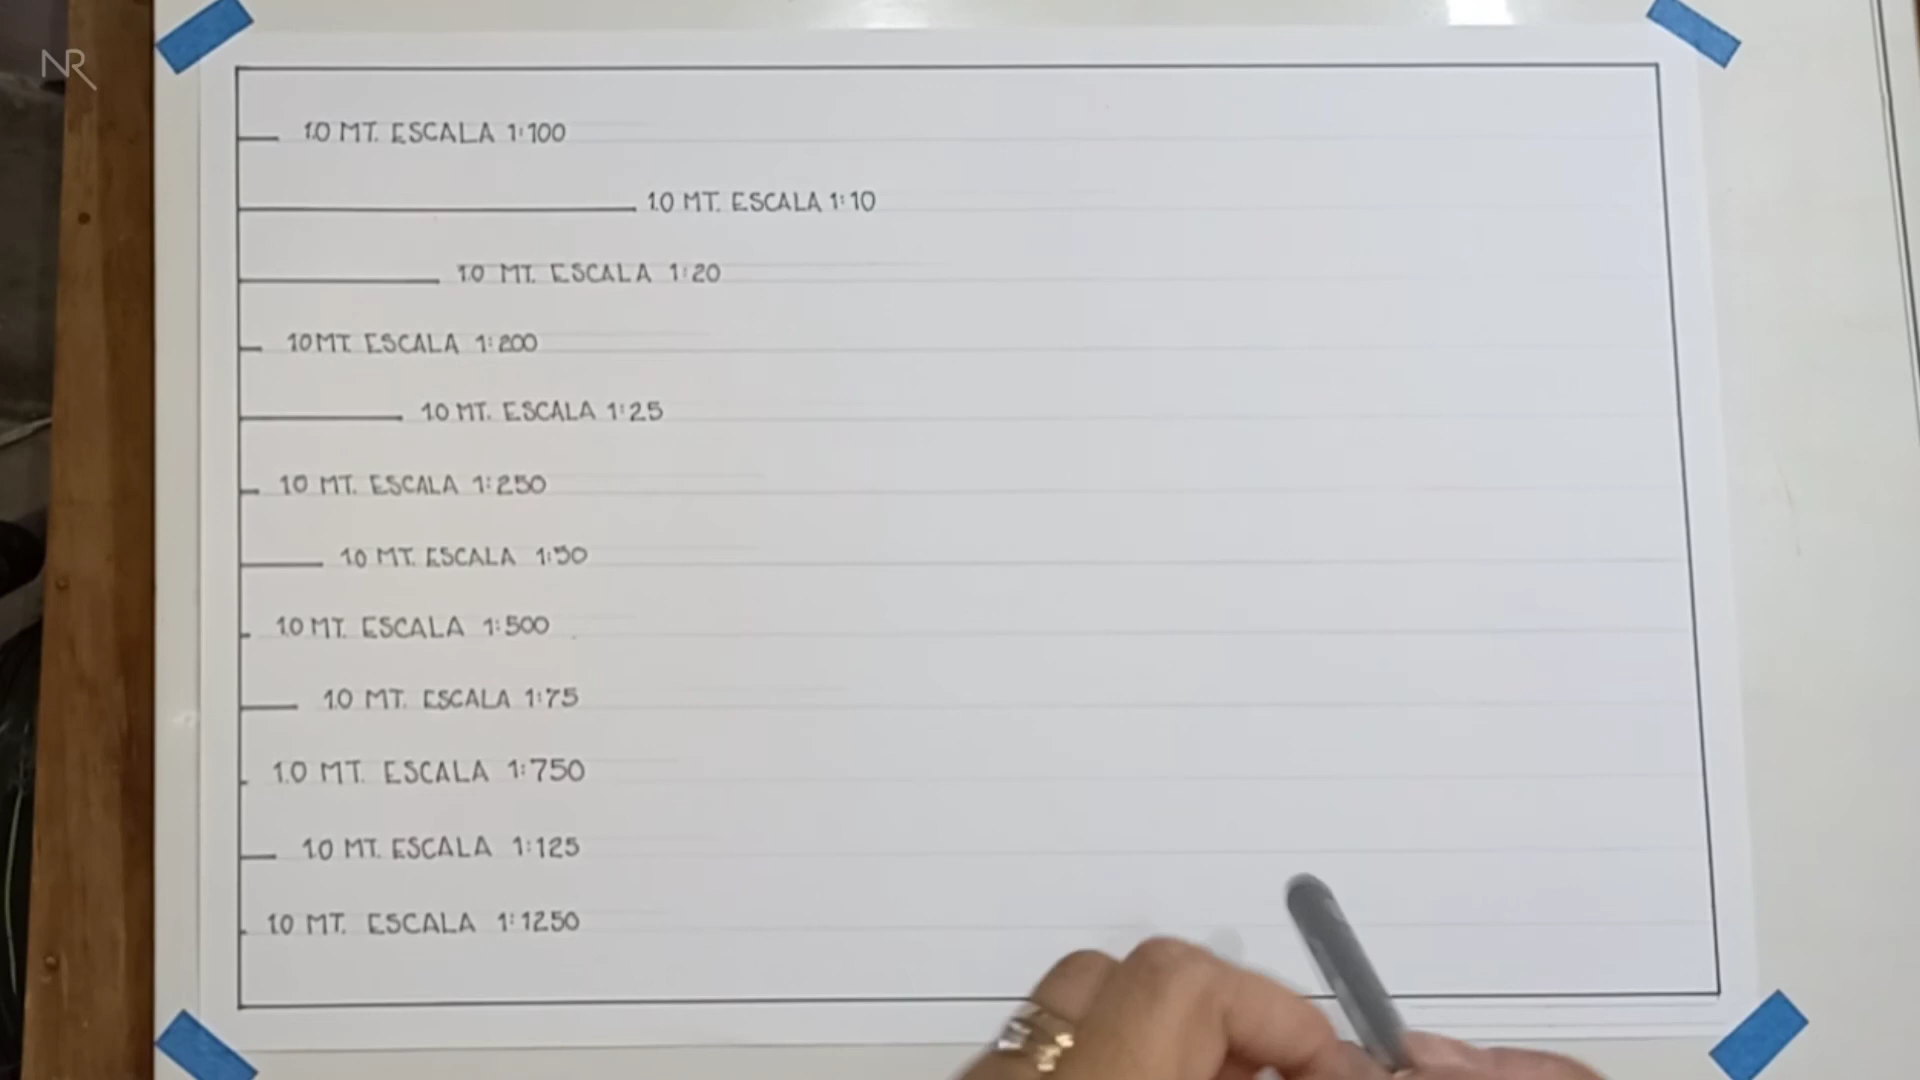 NR
1.0 MT. ESCALA 1:100
1.0 MT. ESCALA 1:10
1.0 MT. ESCALA 1:20
1.0 MT. ESCALA 1:200
1.0 MT. ESCALA 1:25
1.0 MT. ESCALA 1:250
1.0 MT. ESCALA 1:50
1.0 MT. ESCALA 1:500
1.0 MT. ESCALA 1:75
1.0 MT. ESCALA 1:750
1.0 MT. ESCALA 1:125
1.0 MT. ESCALA 1:1250